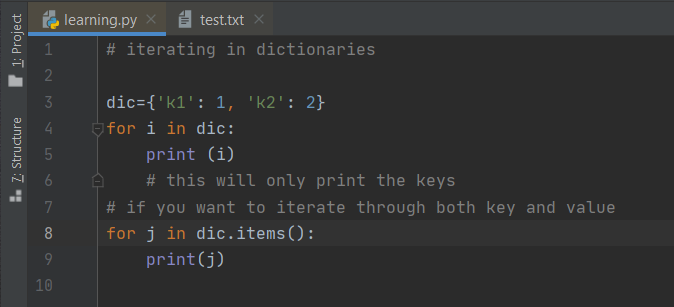 learning.py × test.txt ×
1: Project
7: Structure
1 # iterating in dictionaries
2
3 dic={'k1': 1, 'k2': 2}
4 for i in dic:
5     print (i)
6     # this will only print the keys
7 # if you want to iterate through both key and value
8 for j in dic.items():
9     print(j)
10